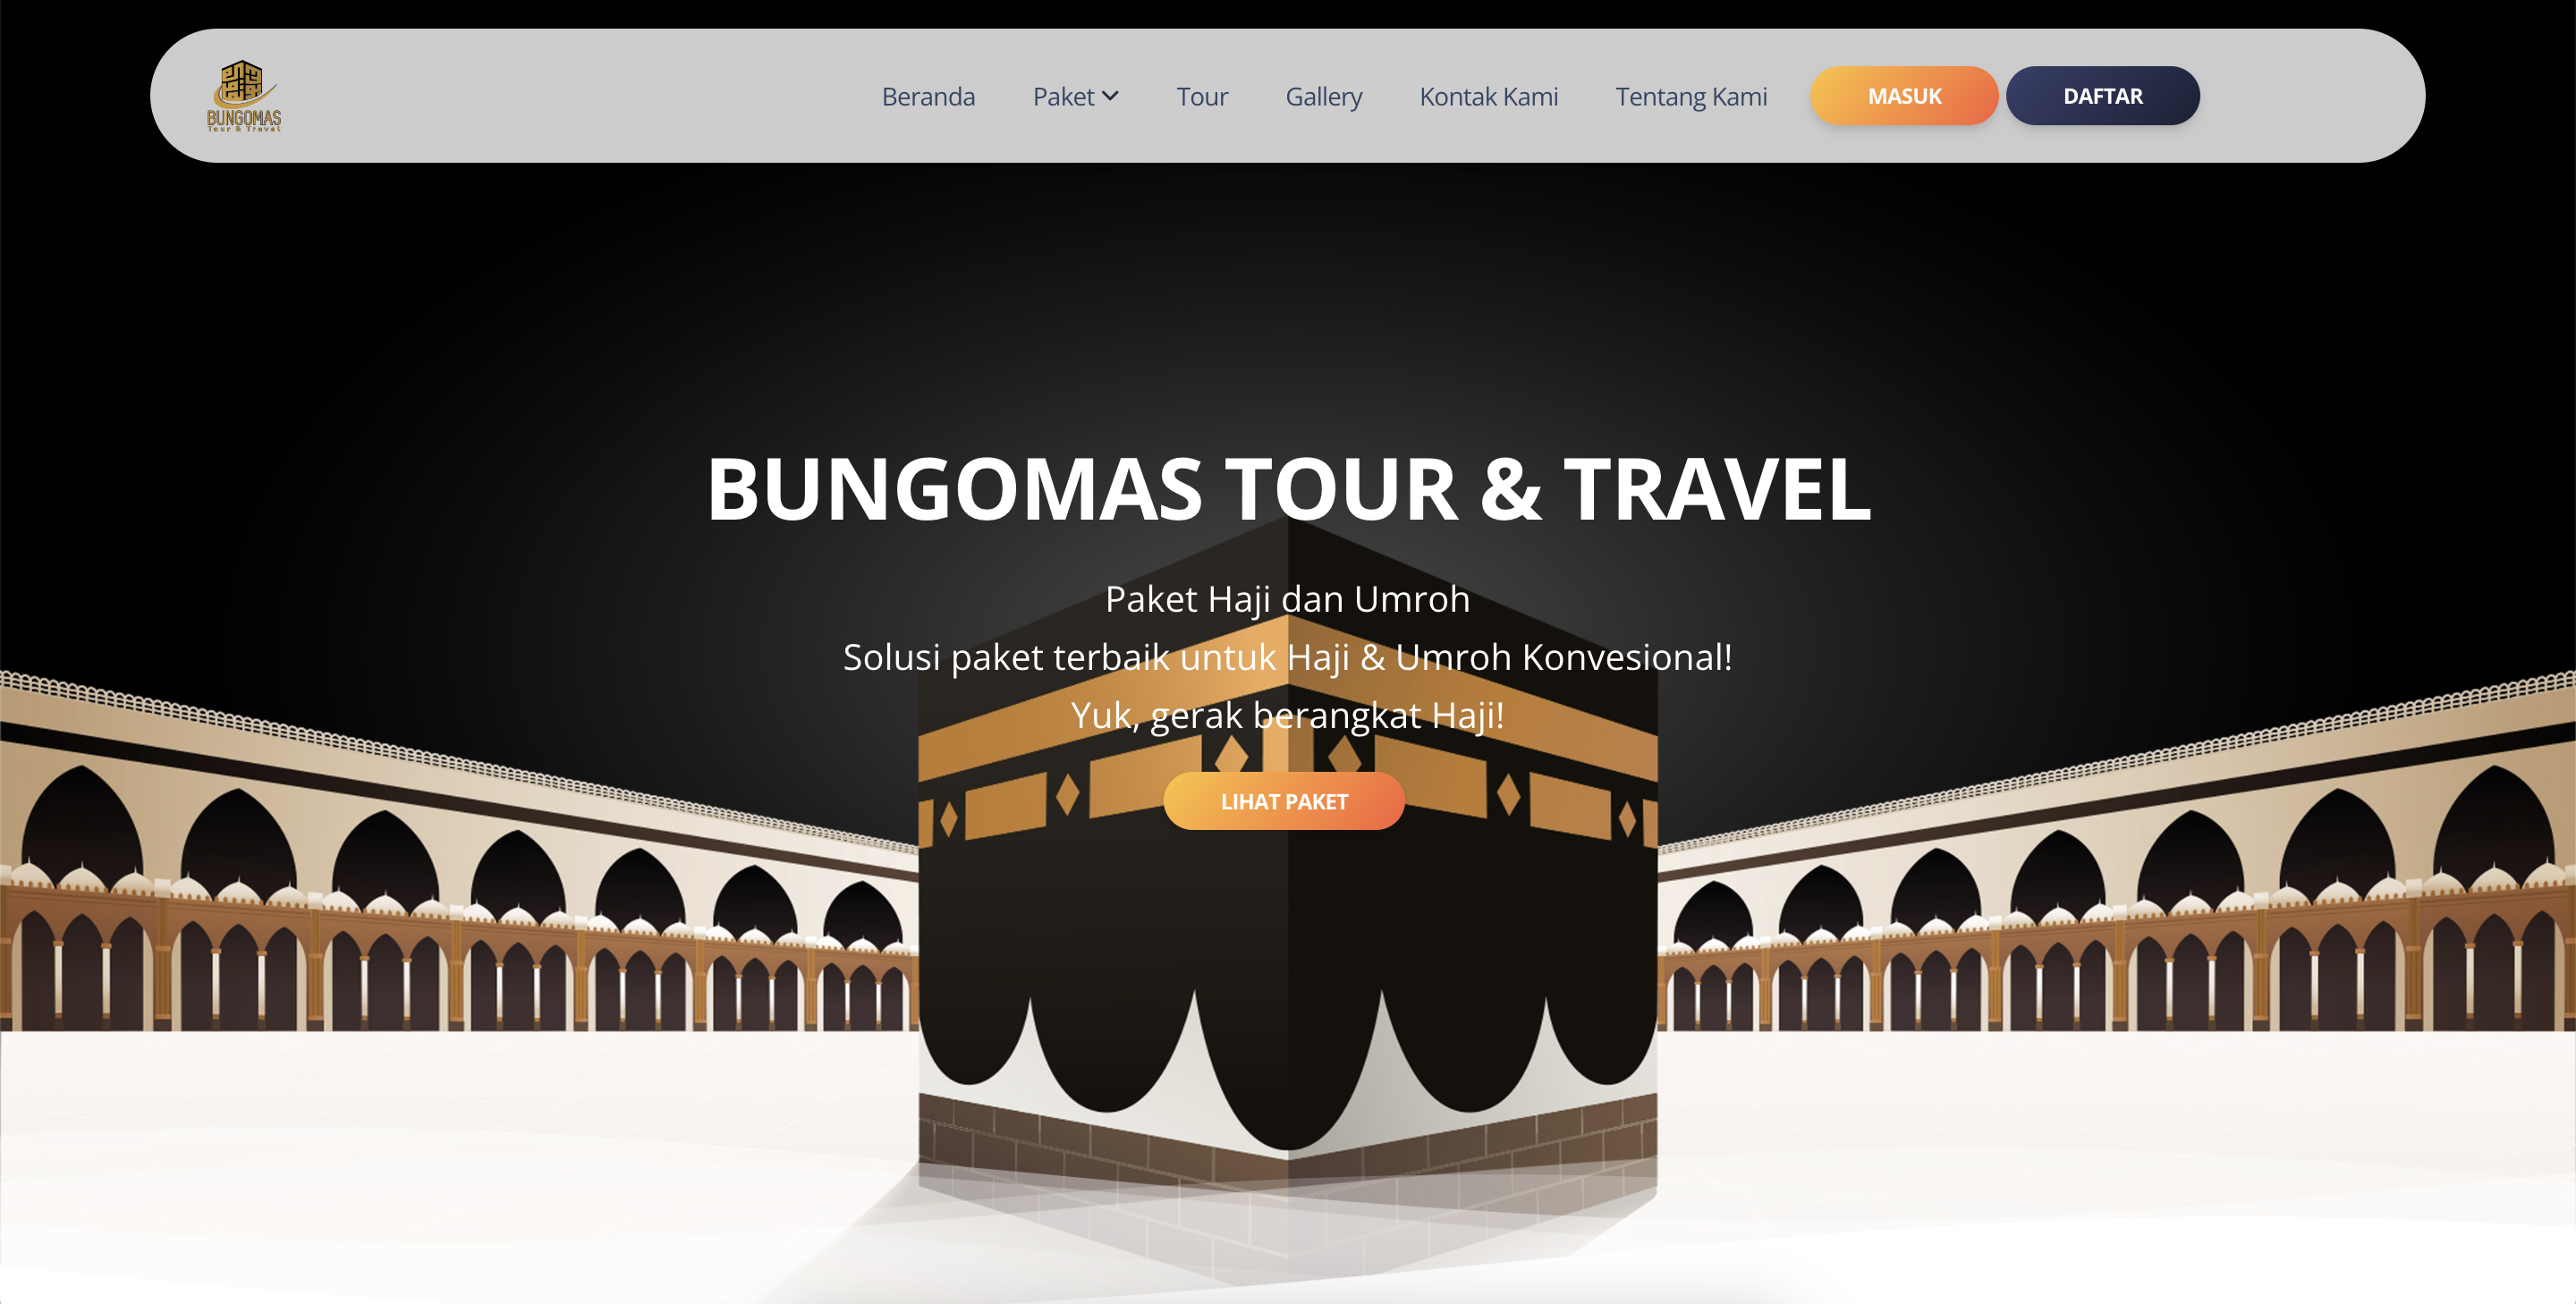 BUNGOMAS
Tour & Travel
Beranda
Paket
Tour
Gallery
Kontak Kami
Tentang Kami
MASUK
DAFTAR
BUNGOMAS TOUR & TRAVEL
Paket Haji dan Umroh
Solusi paket terbaik untuk Haji & Umroh Konvesional!
Yuk, gerak berangkat Haji!
LIHAT PAKET